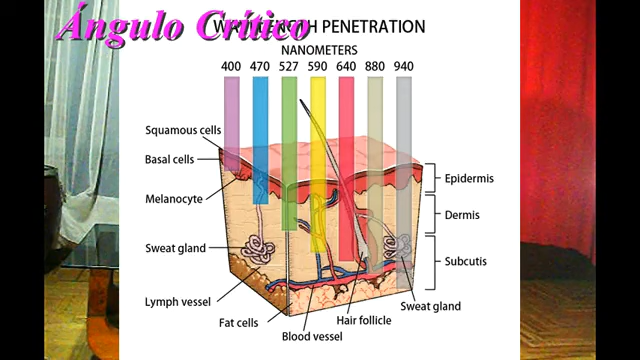 Ángulo Crítico
WAVELENGTH PENETRATION
NANOMETERS
400 470 527 590 640 880 940
Squamous cells
Basal cells
Melanocyte
Sweat gland
Lymph vessel
Fat cells
Blood vessel
Hair follicle
Sweat gland
Epidermis
Dermis
Subcutis